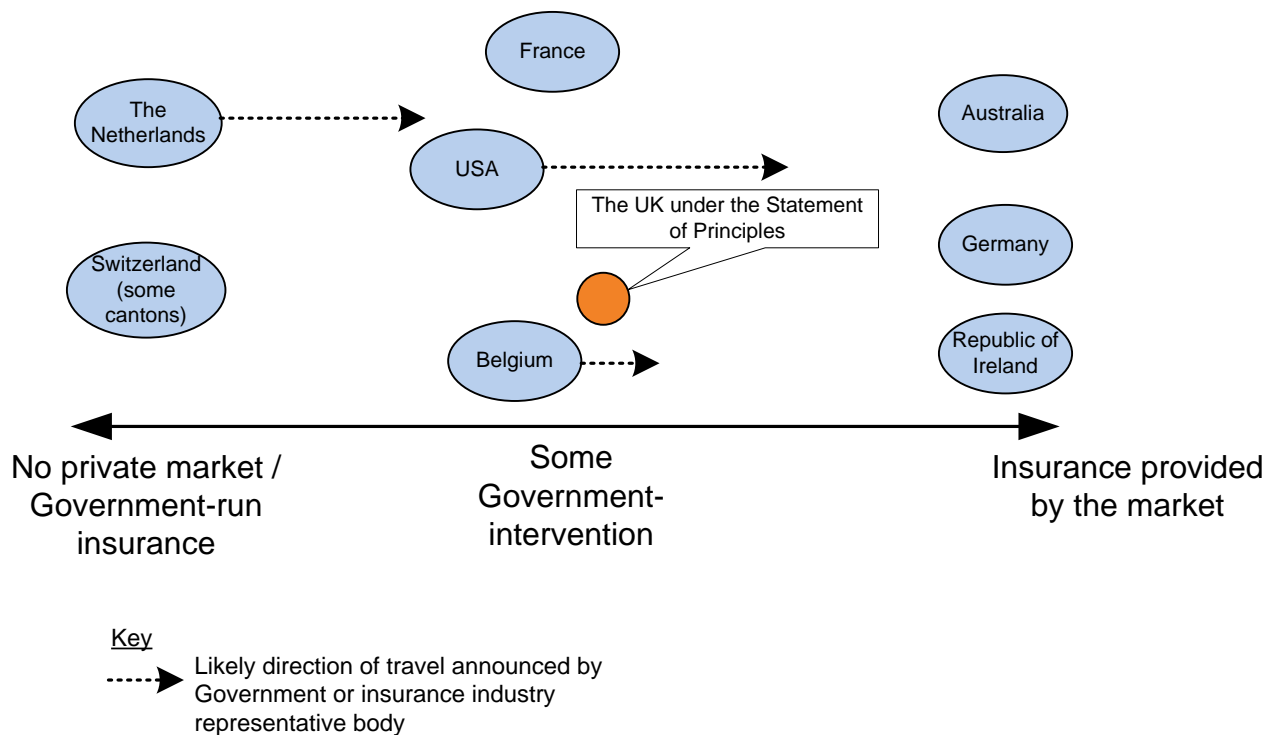 France
The
Netherlands
Australia
USA
The UK under the Statement
of Principles
Germany
Switzerland
(some
cantons)
Belgium
Republic of
Ireland
No private market /
Government-run
insurance
Some
Government-
intervention
Insurance provided
by the market
Key
Likely direction of travel announced by
Government or insurance industry
representative body